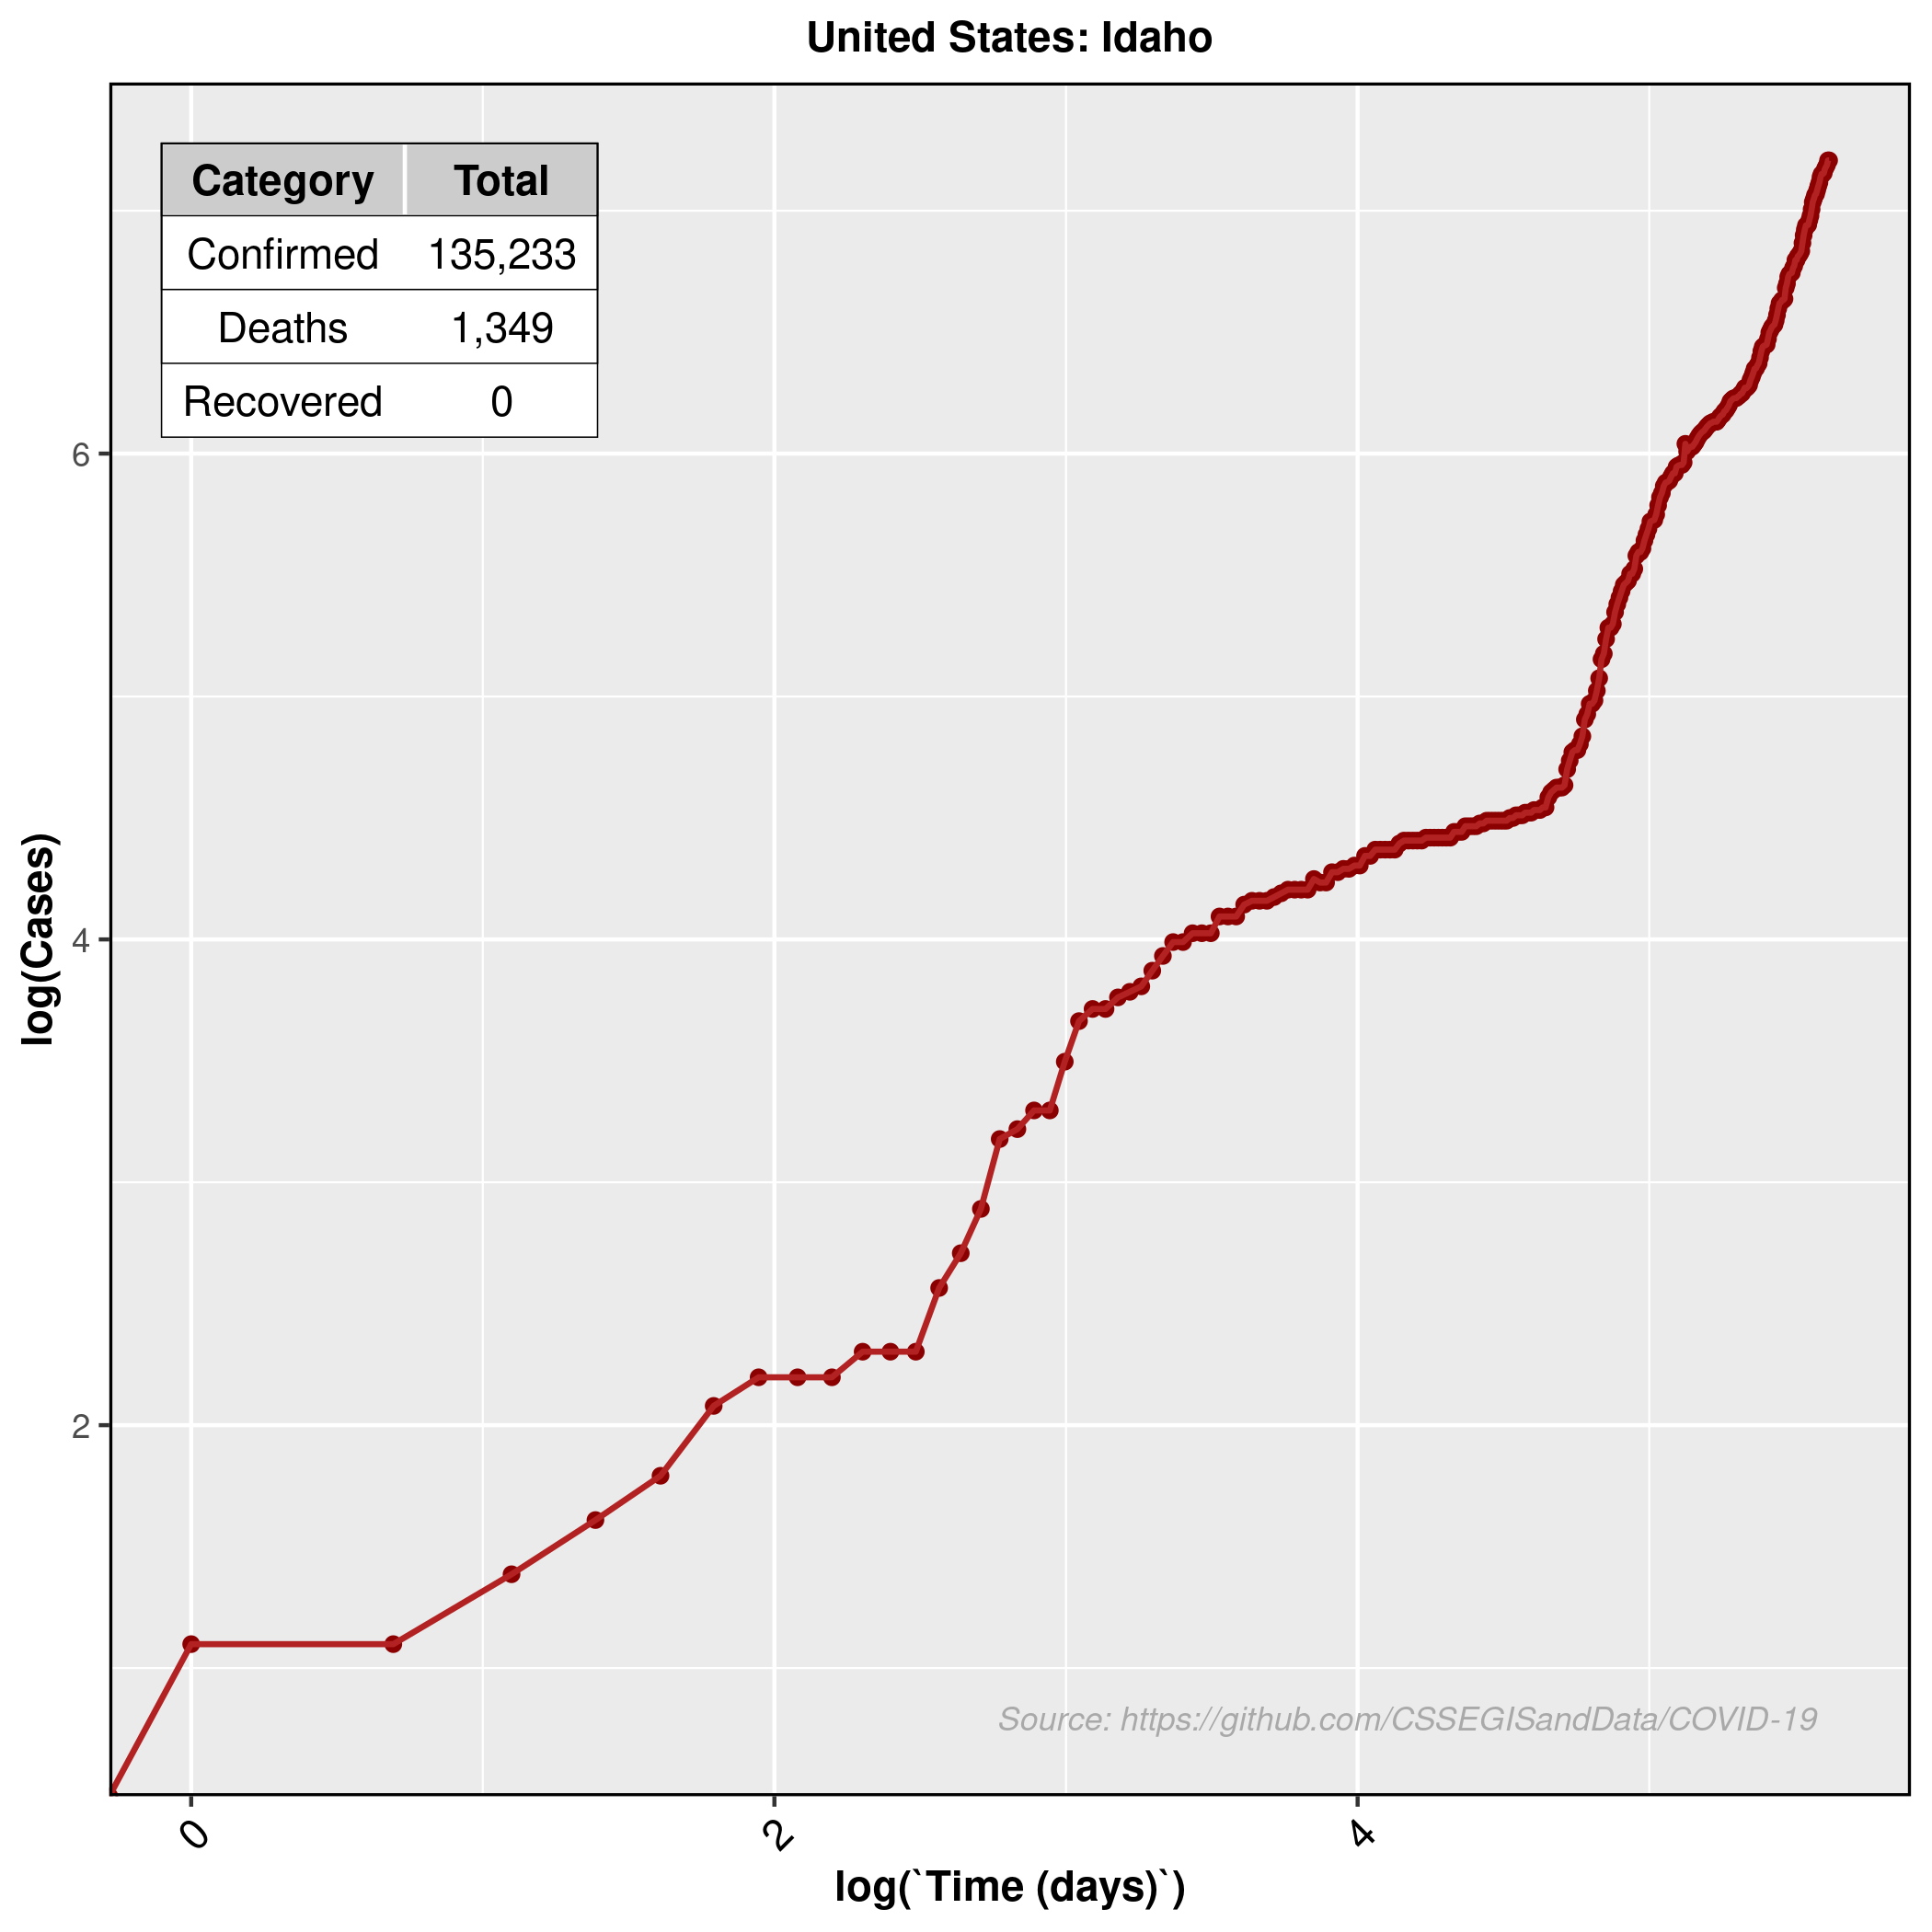 United States: Idaho
Category Total
Confirmed 135,233
Deaths 1,349
Recovered 0
6
4
2
log(Cases)
Source: https://github.com/CSSEGISandData/COVID-19
0 2 4
log(`Time (days)`)